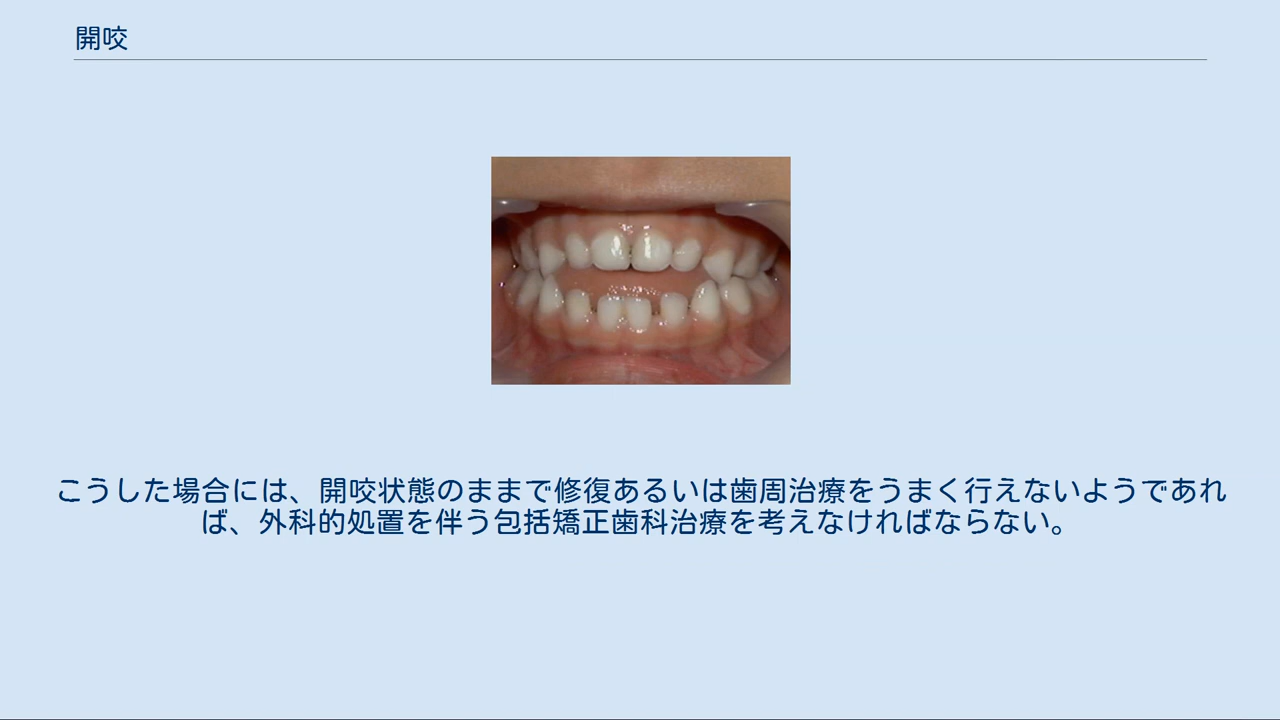 開咬
こうした場合には、開咬状態のままで修復あるいは歯周治療をうまく行えないようであれ
ば、外科的処置を伴う包括矯正歯科治療を考えなければならない。